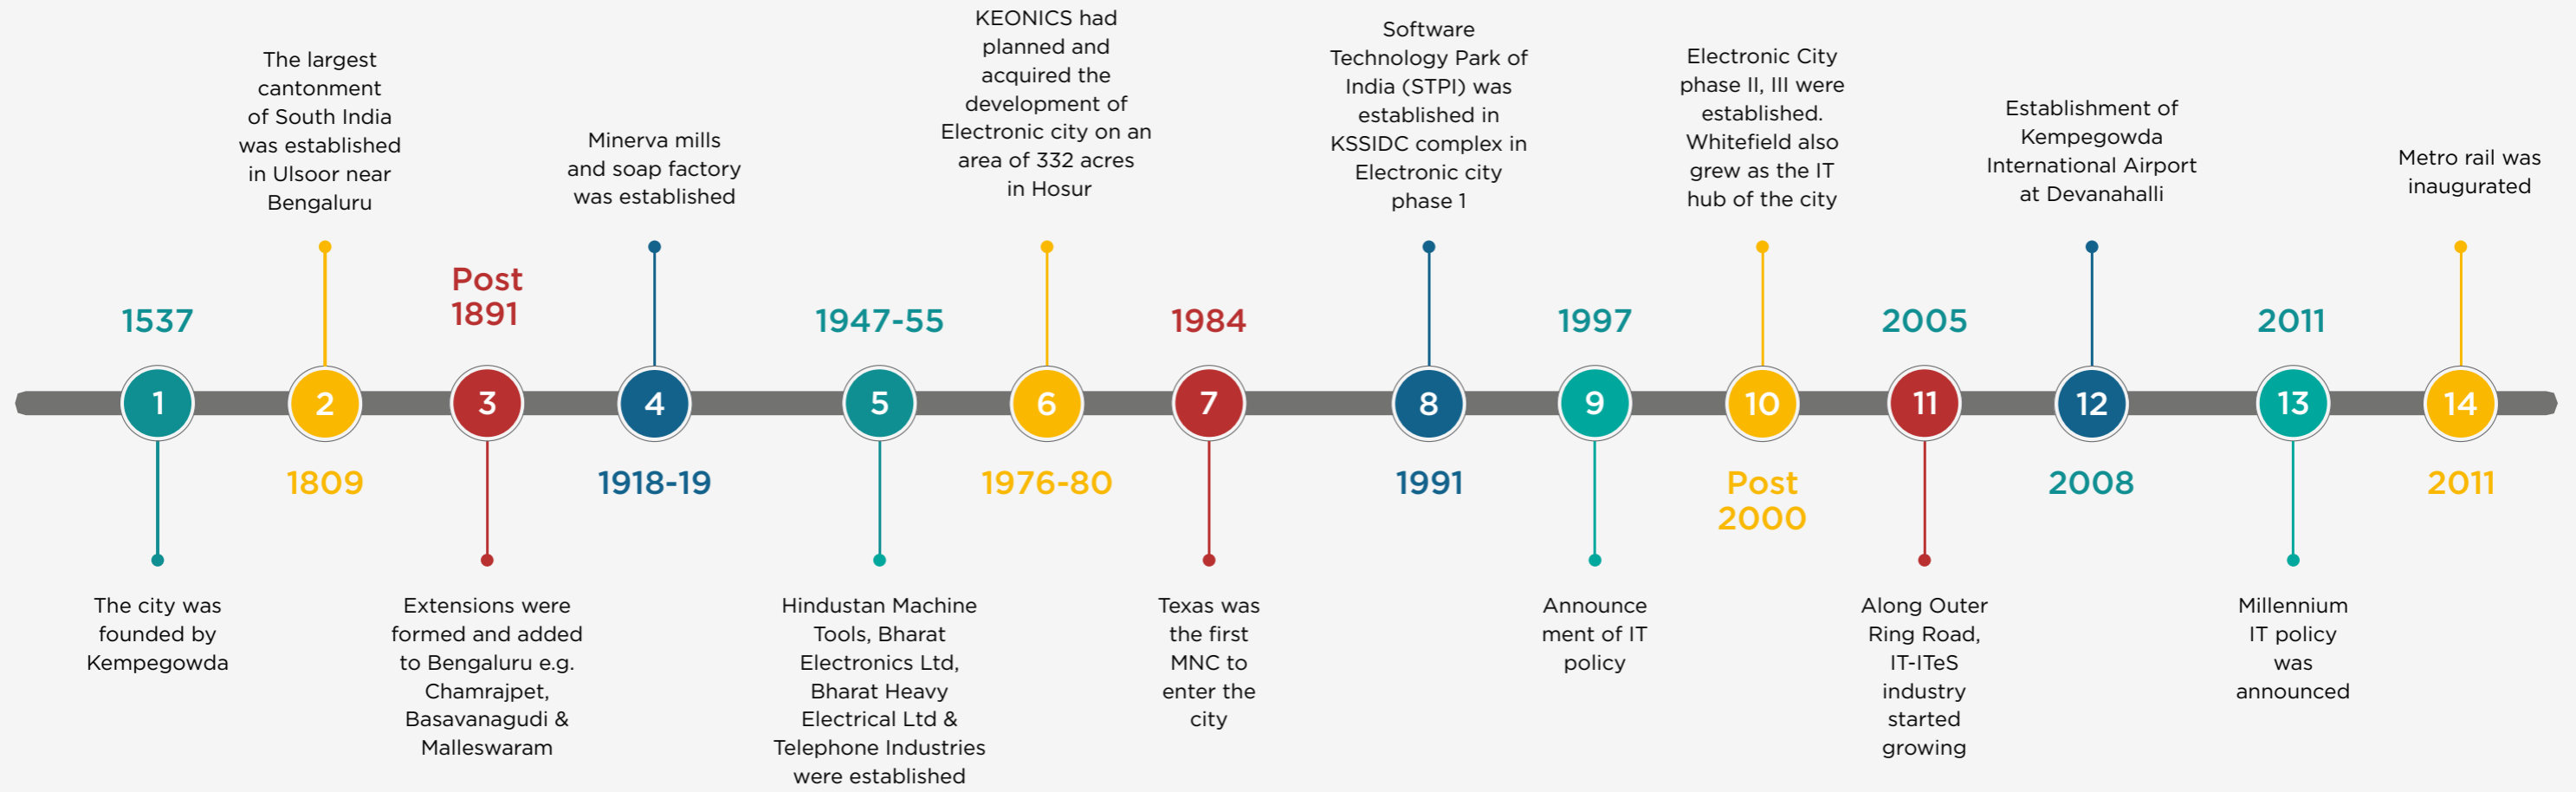 1537
1
The city was
founded by
Kempegowda
The largest
cantonment
of South India
was established
in Ulsoor near
Bengaluru
2
1809
Post
1891
3
Extensions were
formed and added
to Bengaluru e.g.
Chamrajpet,
Basavanagudi &
Malleswaram
Minerva mills
and soap factory
was established
4
1918-19
1947-55
5
Hindustan Machine
Tools, Bharat
Electronics Ltd,
Bharat Heavy
Electrical Ltd &
Telephone Industries
were established
KEONICS had
planned and
acquired the
development of
Electronic city on an
area of 332 acres
in Hosur
6
1976-80
1984
7
Texas was
the first
MNC to
enter the
city
Software
Technology Park of
India (STPI) was
established in
KSSIDC complex in
Electronic city
phase 1
8
1991
1997
9
Announce
ment of IT
policy
Electronic City
phase II, III were
established.
Whitefield also
grew as the IT
hub of the city
10
Post
2000
2005
11
Along Outer
Ring Road,
IT-ITeS
industry
started
growing
Establishment of
Kempegowda
International Airport
at Devanahalli
12
2008
2011
13
Millennium
IT policy
was
announced
Metro rail was
inaugurated
14
2011